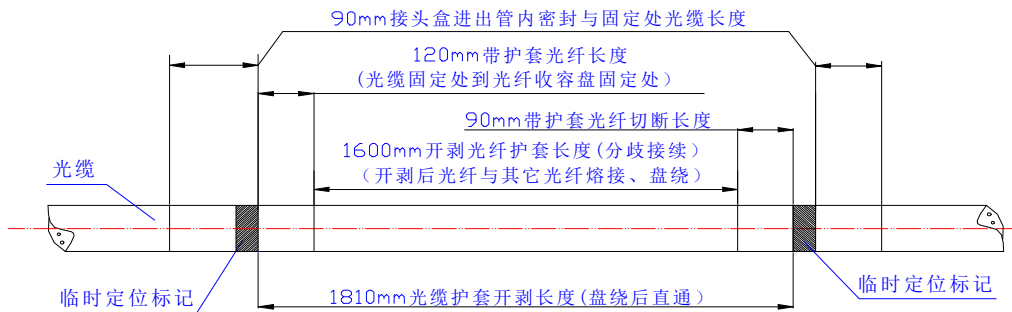 90mm接头盒进出管内密封与固定处光缆长度
120mm带护套光纤长度
(光缆固定处到光纤收容盘固定处）
90mm带护套光纤切断长度
1600mm开剥光纤护套长度(分歧接续)
（开剥后光纤与其它光纤熔接、盘绕）
光缆
临时定位标记
1810mm光缆护套开剥长度(盘绕后直通）
临时定位标记